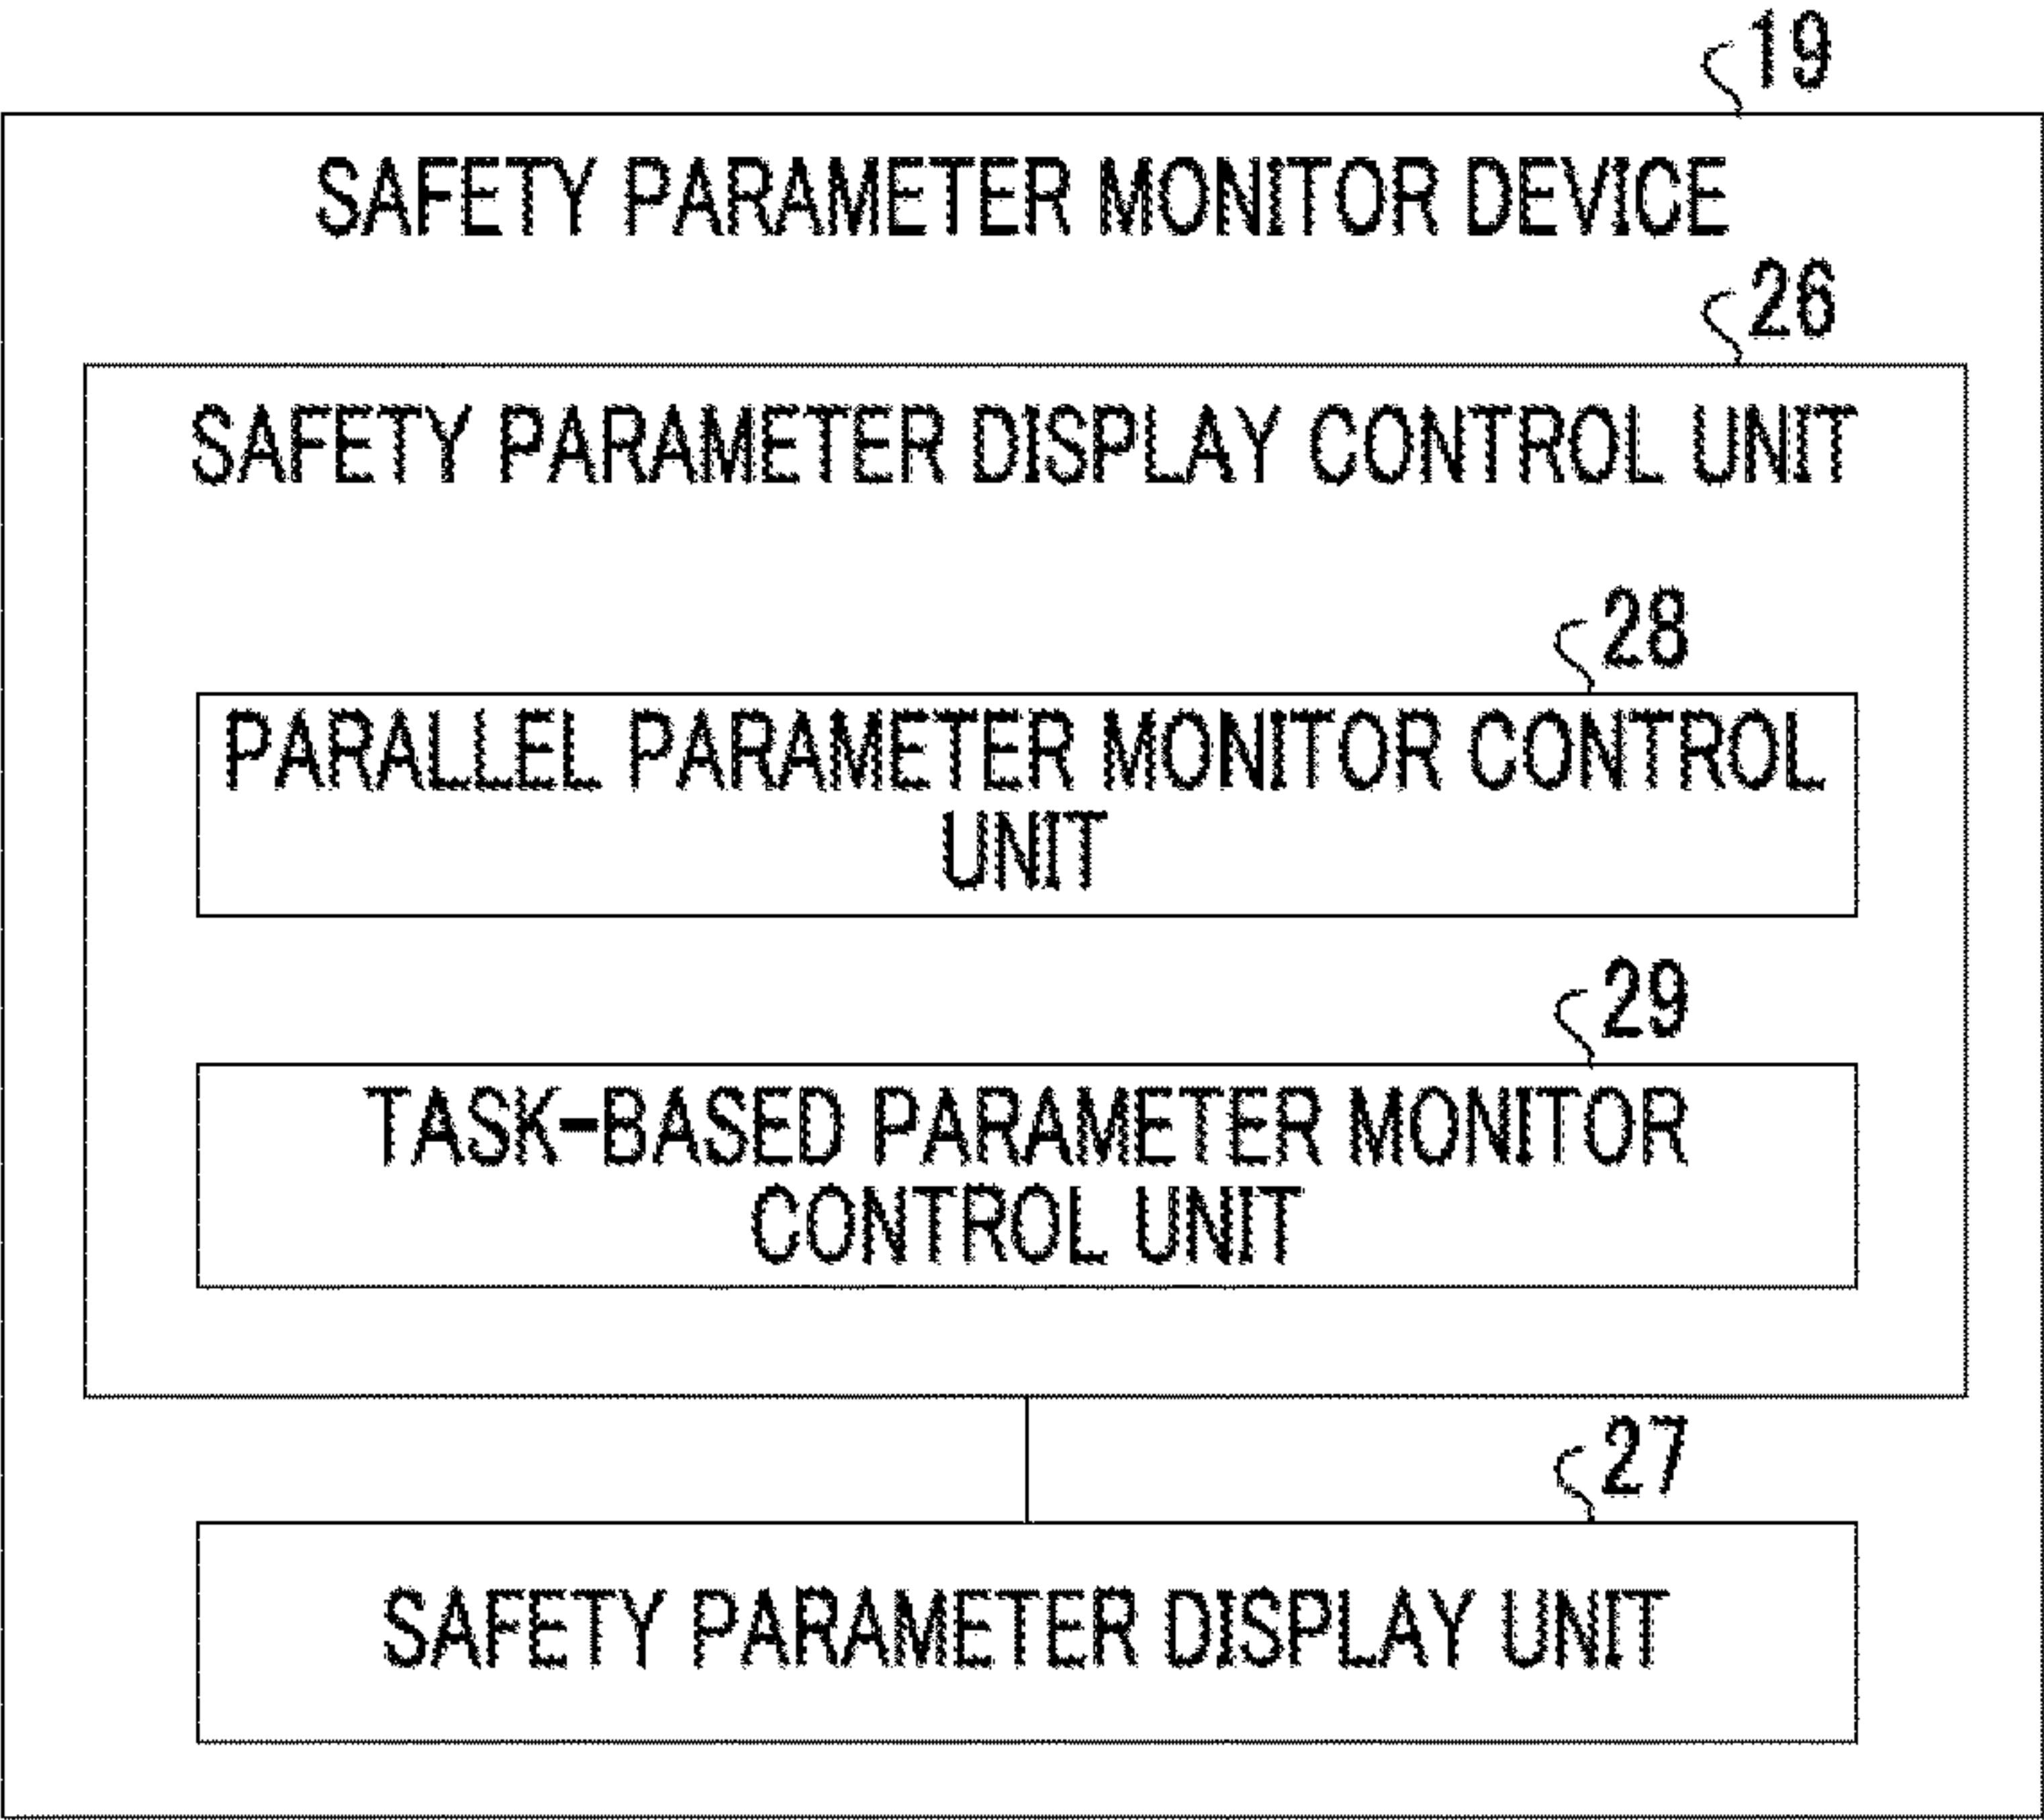 19
SAFETY PARAMETER MONITOR DEVICE
26
SAFETY PARAMETER DISPLAY CONTROL UNIT
28
PARALLEL PARAMETER MONITOR CONTROL
UNIT
29
TASK-BASED PARAMETER MONITOR
CONTROL UNIT
27
SAFETY PARAMETER DISPLAY UNIT